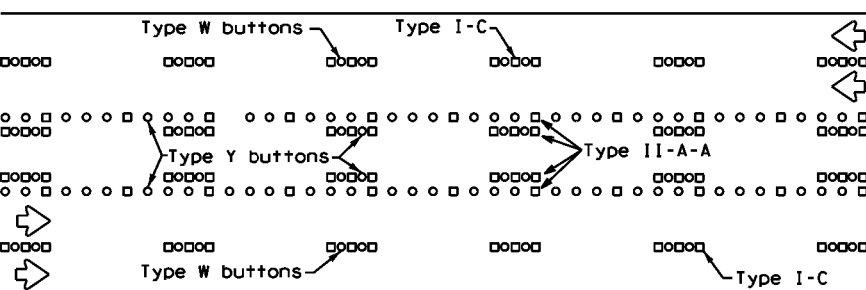 Type W buttons
Type I-C
Type Y buttons
Type II-A-A
Type W buttons
Type I-C